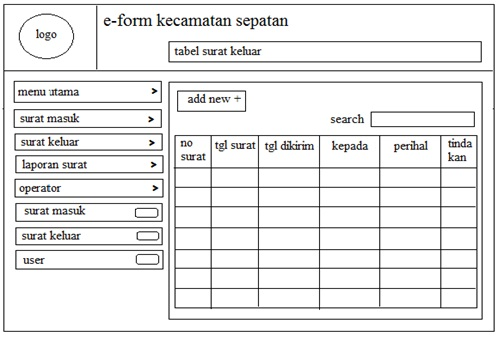 logo
e-form kecamatan sepatan
tabel surat keluar
menu utama >
surat masuk >
surat keluar >
laporan surat >
operator >
surat masuk
surat keluar
user
add new +
search
no surat tgl surat tgl dikirim kepada perihal tinda kan